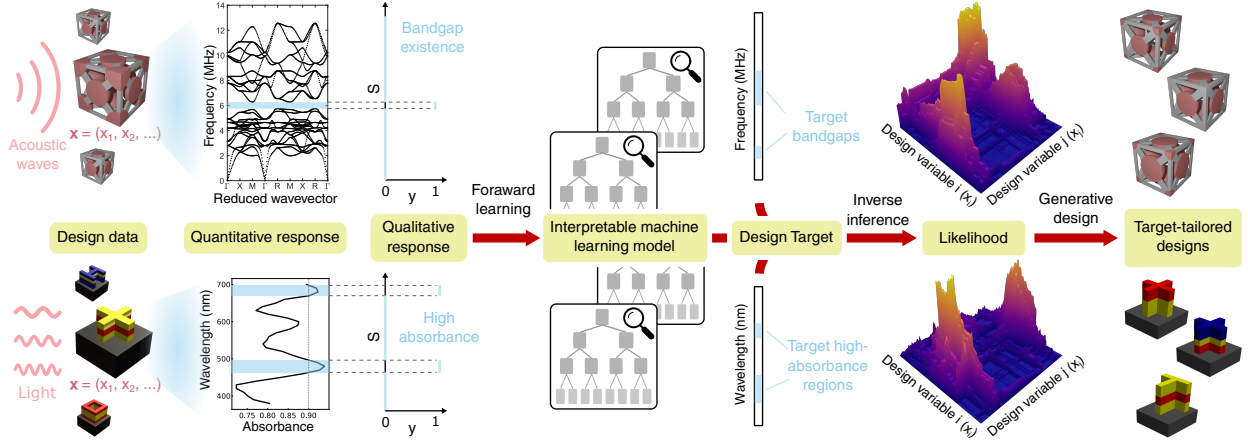 Acoustic
waves
x = (x₁, x₂, ...)
Frequency (MHz)
14
12
10
8
6
4
2
0
Γ X M Γ R M X R Γ
Reduced wavevector
Bandgap
existence
S
0
y
1
Target
bandgaps
Frequency (MHz)
Design variable i (xᵢ)
Design variable j (xⱼ)
Design data
Quantitative response
Qualitative
response
Foraward
learning
Interpretable machine
learning model
Design Target
Inverse
inference
Likelihood
Generative
design
Target-tailored
designs
Light
x = (x₁, x₂, ...)
Wavelength (nm)
700
600
500
400
0.75 0.80 0.85 0.90
Absorbance
High
absorbance
S
0
y
1
Wavelength (nm)
Target high-
absorbance
regions
Design variable i (xᵢ)
Design variable j (xⱼ)